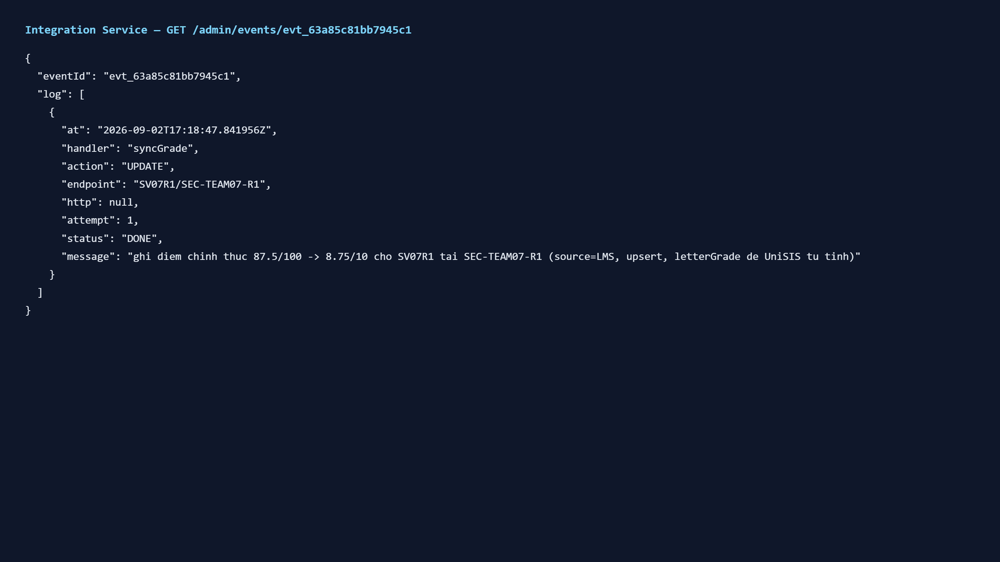 Integration Service — GET /admin/events/evt_63a85c81bb7945c1
{
  "eventId": "evt_63a85c81bb7945c1",
  "log": [
    {
      "at": "2026-09-02T17:18:47.841956Z",
      "handler": "syncGrade",
      "action": "UPDATE",
      "endpoint": "SV07R1/SEC-TEAM07-R1",
      "http": null,
      "attempt": 1,
      "status": "DONE",
      "message": "ghi diem chinh thuc 87.5/100 -> 8.75/10 cho SV07R1 tai SEC-TEAM07-R1 (source=LMS, upsert, letterGrade de UniSIS tu tinh)"
    }
  ]
}